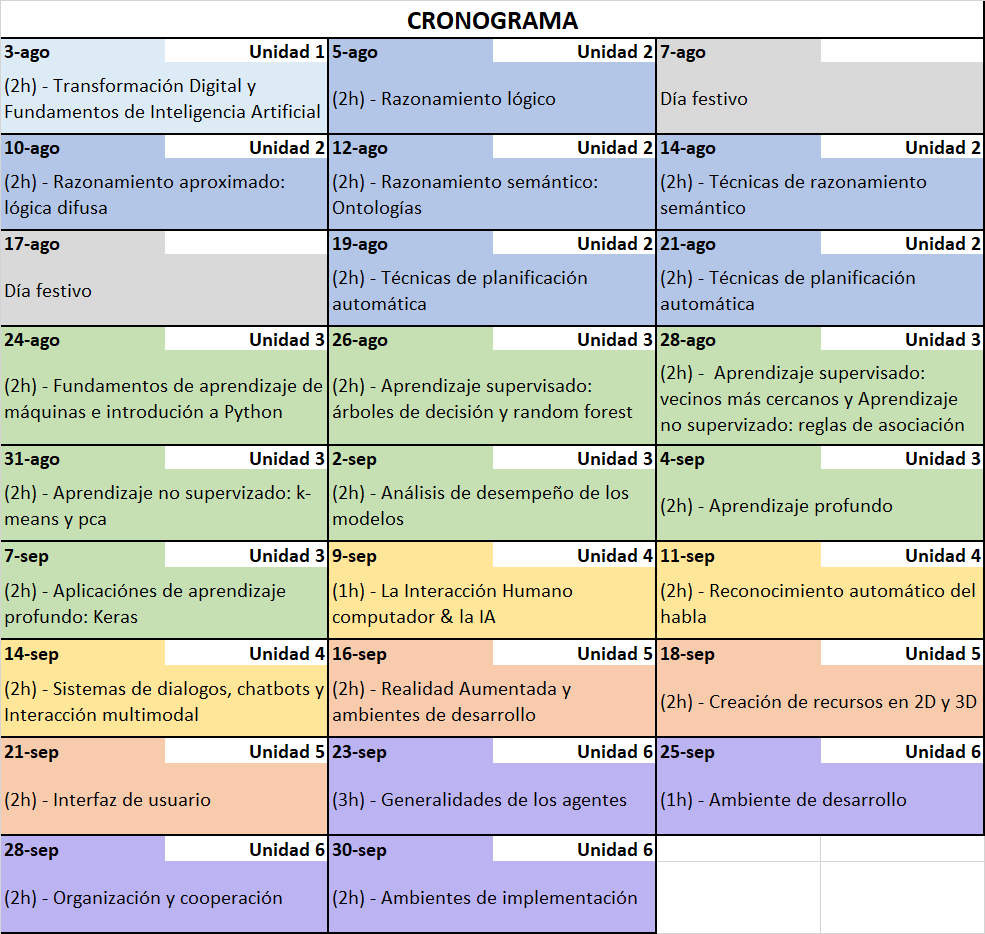 CRONOGRAMA
3-ago Unidad 1
(2h) - Transformación Digital y
Fundamentos de Inteligencia Artificial
5-ago Unidad 2
(2h) - Razonamiento lógico
7-ago
Día festivo
10-ago Unidad 2
(2h) - Razonamiento aproximado:
lógica difusa
12-ago Unidad 2
(2h) - Razonamiento semántico:
Ontologías
14-ago Unidad 2
(2h) - Técnicas de razonamiento
semántico
17-ago
Día festivo
19-ago Unidad 2
(2h) - Técnicas de planificación
automática
21-ago Unidad 2
(2h) - Técnicas de planificación
automática
24-ago Unidad 3
(2h) - Fundamentos de aprendizaje de
máquinas e introdución a Python
26-ago Unidad 3
(2h) - Aprendizaje supervisado:
árboles de decisión y random forest
28-ago Unidad 3
(2h) -  Aprendizaje supervisado:
vecinos más cercanos y Aprendizaje
no supervizado: reglas de asociación
31-ago Unidad 3
(2h) - Aprendizaje no supervizado: k-
means y pca
2-sep Unidad 3
(2h) - Análisis de desempeño de los
modelos
4-sep Unidad 3
(2h) - Aprendizaje profundo
7-sep Unidad 3
(2h) - Aplicaciónes de aprendizaje
profundo: Keras
9-sep Unidad 4
(1h) - La Interacción Humano
computador & la IA
11-sep Unidad 4
(2h) - Reconocimiento automático del
habla
14-sep Unidad 4
(2h) - Sistemas de dialogos, chatbots y
Interacción multimodal
16-sep Unidad 5
(2h) - Realidad Aumentada y
ambientes de desarrollo
18-sep Unidad 5
(2h) - Creación de recursos en 2D y 3D
21-sep Unidad 5
(2h) - Interfaz de usuario
23-sep Unidad 6
(3h) - Generalidades de los agentes
25-sep Unidad 6
(1h) - Ambiente de desarrollo
28-sep Unidad 6
(2h) - Organización y cooperación
30-sep Unidad 6
(2h) - Ambientes de implementación